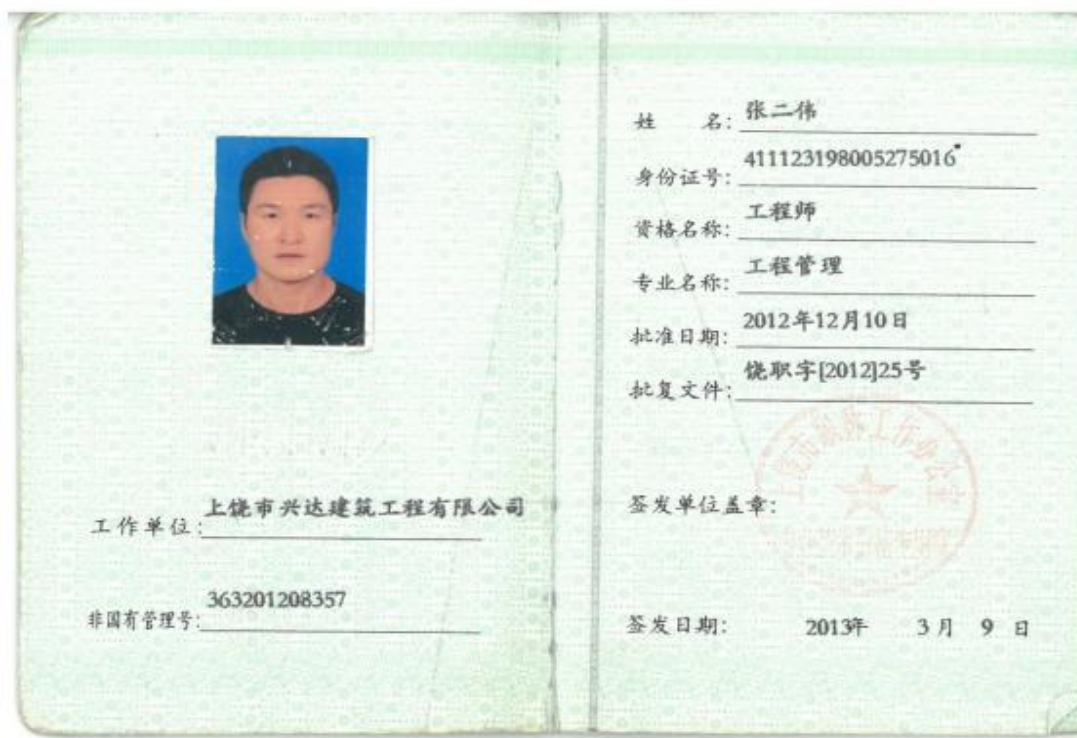 工作单位：上饶市兴达建筑工程有限公司
非国有管理号：363201208357
姓 名：张二伟
身份证号：411123198005275016
资格名称：工程师
专业名称：工程管理
批准日期：2012年12月10日
批复文件：饶职字[2012]25号
签发单位盖章：
签发日期： 2013年 3月 9日